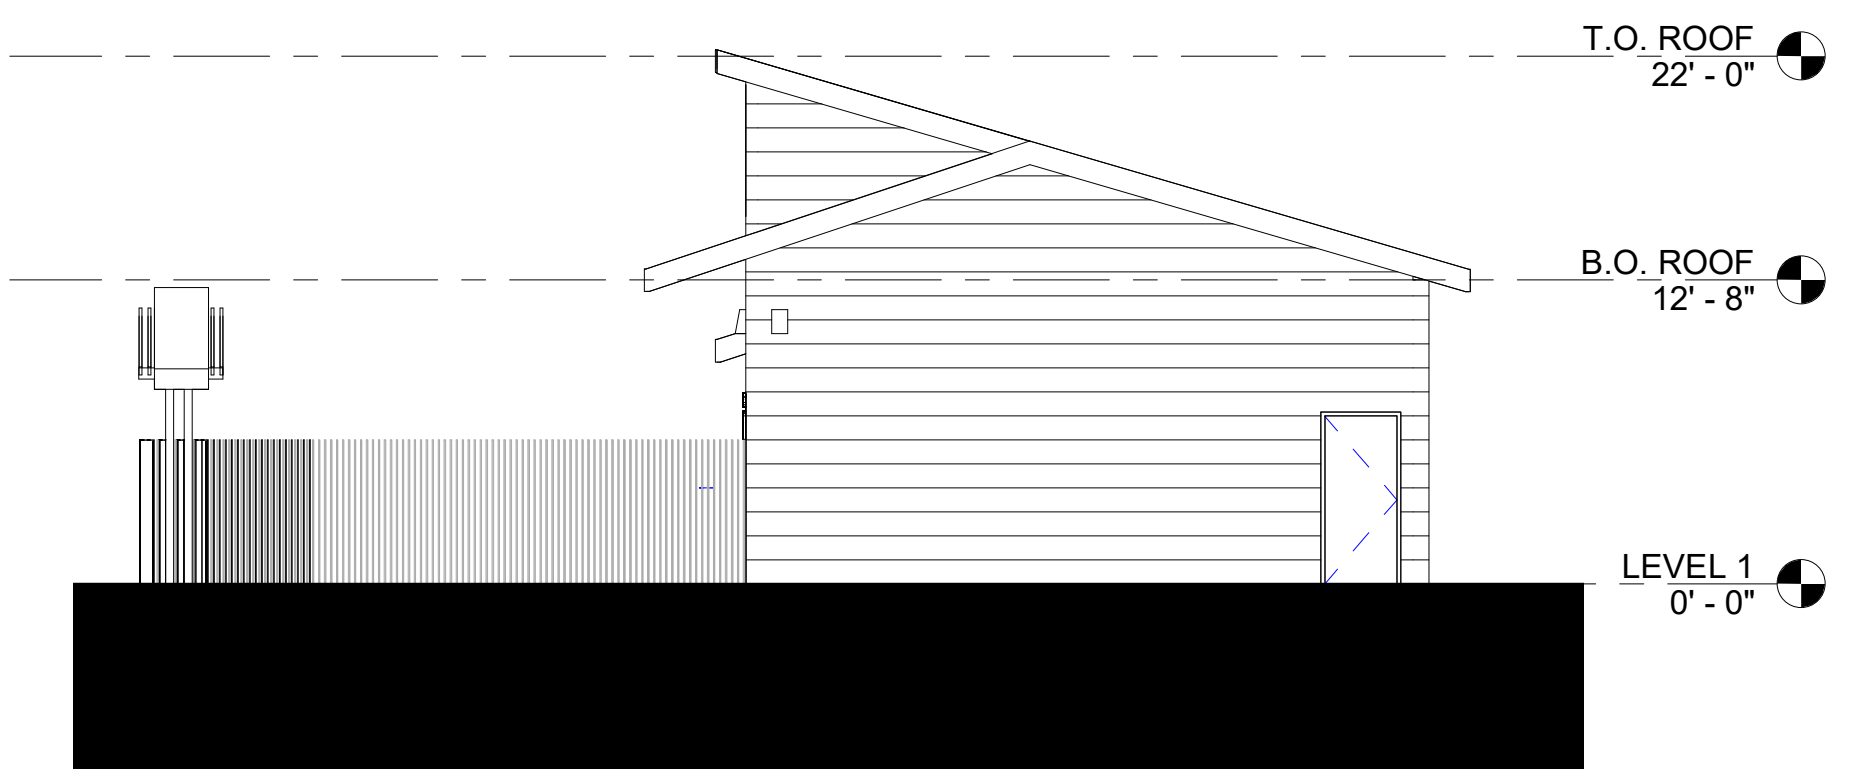 T.O. ROOF
22' - 0"
B.O. ROOF
12' - 8"
LEVEL 1
0' - 0"